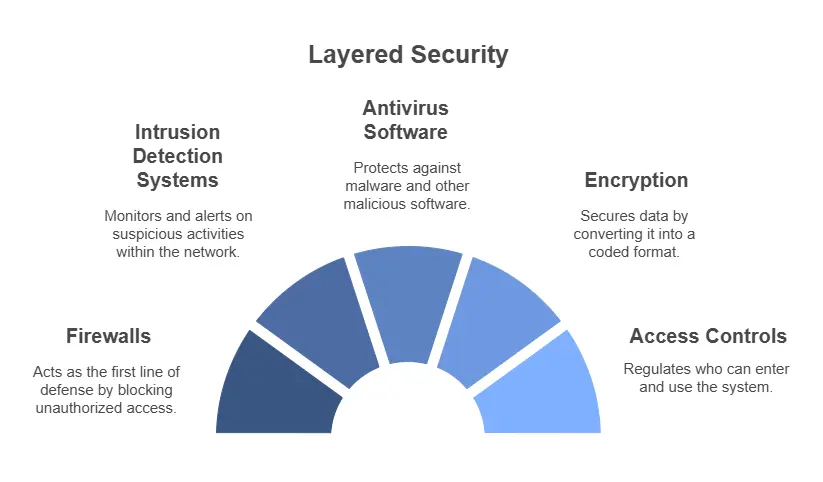 Layered Security
Firewalls
Acts as the first line of
defense by blocking
unauthorized access.
Intrusion
Detection
Systems
Monitors and alerts on
suspicious activities
within the network.
Antivirus
Software
Protects against
malware and other
malicious software.
Encryption
Secures data by
converting it into a
coded format.
Access Controls
Regulates who can enter
and use the system.